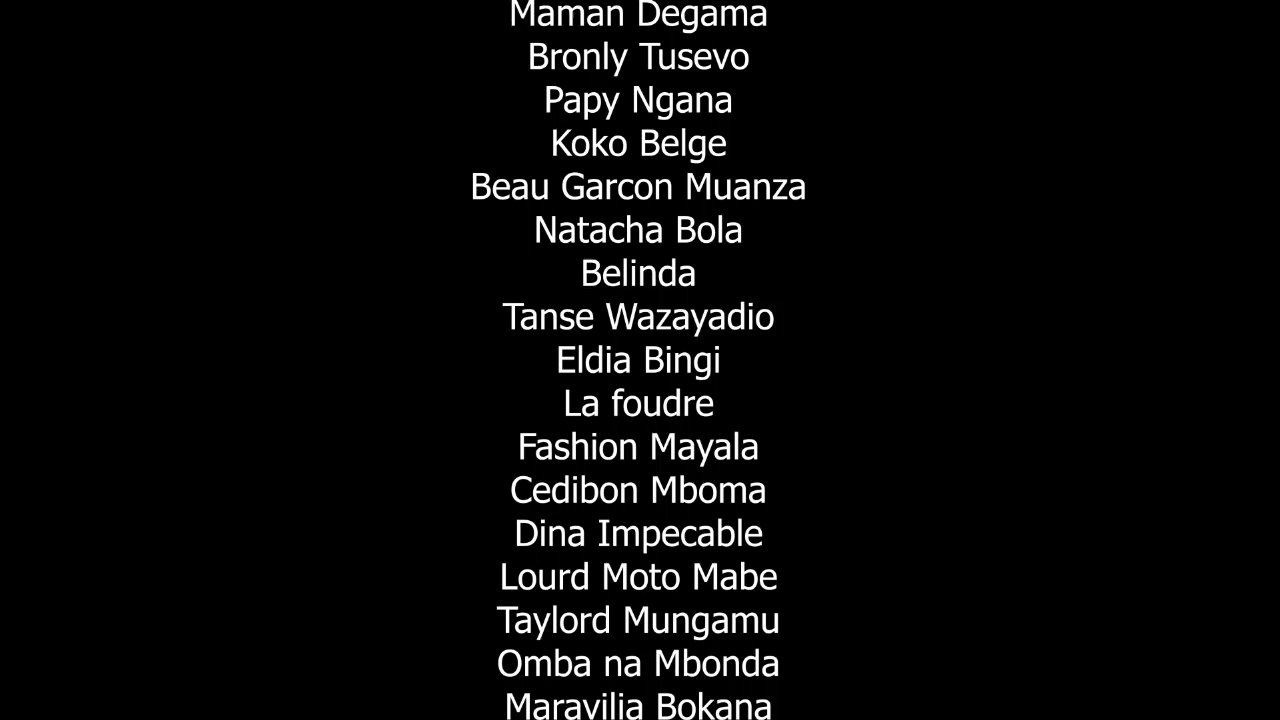 Maman Degama
Bronly Tusevo
Papy Ngana
Koko Belge
Beau Garcon Muanza
Natacha Bola
Belinda
Tanse Wazayadio
Eldia Bingi
La foudre
Fashion Mayala
Cedibon Mboma
Dina Impecable
Lourd Moto Mabe
Taylord Mungamu
Omba na Mbonda
Maravilia Bokana